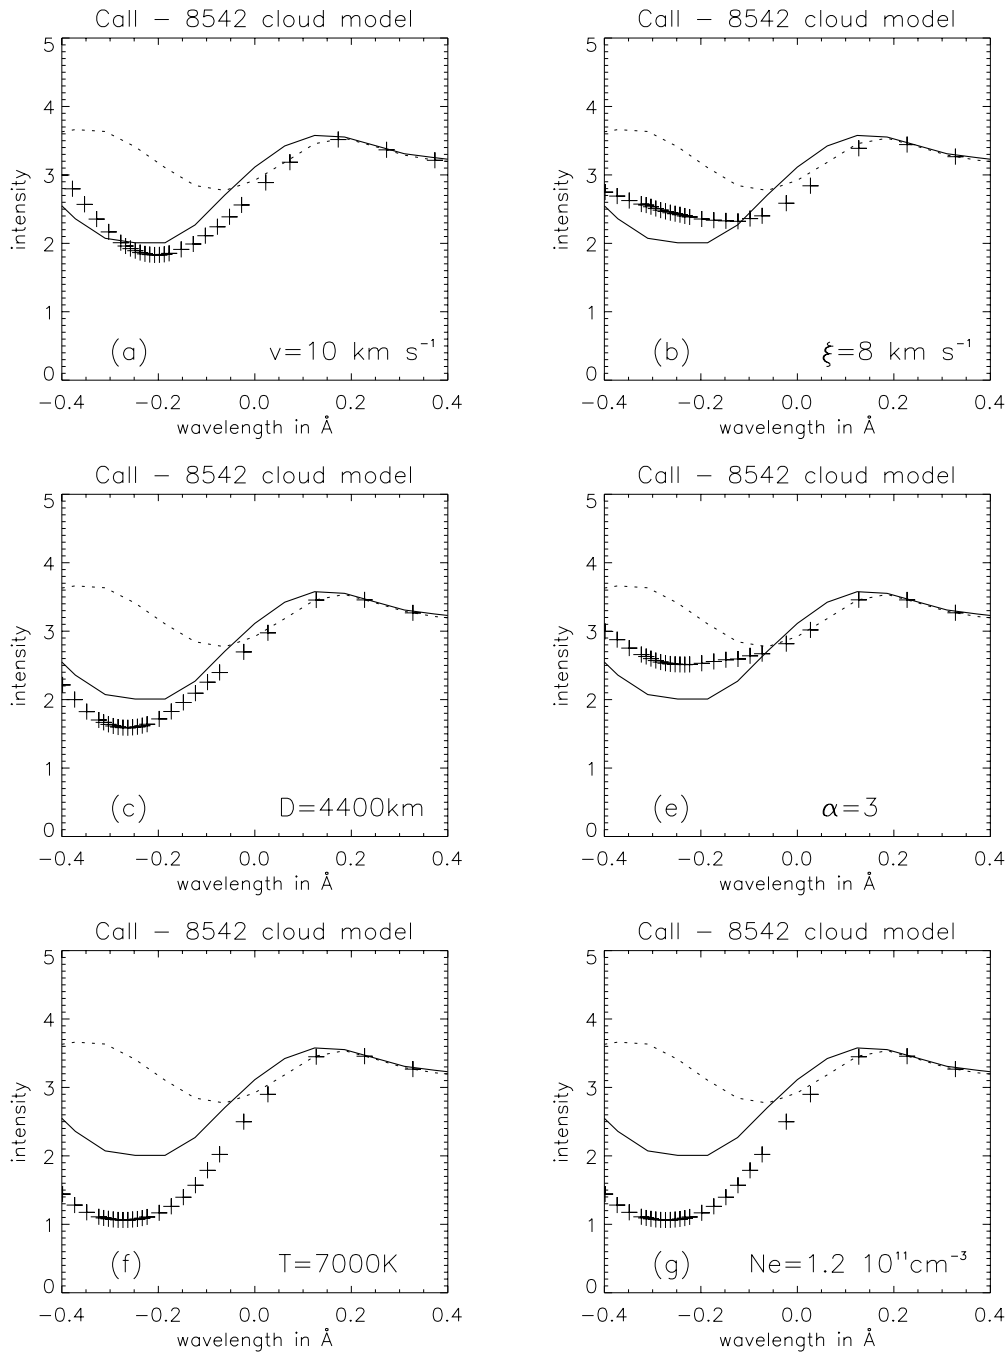 CaII − 8542 cloud model
5
4
3
2
1
0
intensity
(a)
v=10 km s⁻¹
−0.4 −0.2 0.0 0.2 0.4
wavelength in Å
CaII − 8542 cloud model
5
4
3
2
1
0
intensity
(b)
ξ=8 km s⁻¹
−0.4 −0.2 0.0 0.2 0.4
wavelength in Å
CaII − 8542 cloud model
5
4
3
2
1
0
intensity
(c)
D=4400km
−0.4 −0.2 0.0 0.2 0.4
wavelength in Å
CaII − 8542 cloud model
5
4
3
2
1
0
intensity
(e)
α=3
−0.4 −0.2 0.0 0.2 0.4
wavelength in Å
CaII − 8542 cloud model
5
4
3
2
1
0
intensity
(f)
T=7000K
−0.4 −0.2 0.0 0.2 0.4
wavelength in Å
CaII − 8542 cloud model
5
4
3
2
1
0
intensity
(g)
Ne=1.2 10¹¹cm⁻³
−0.4 −0.2 0.0 0.2 0.4
wavelength in Å